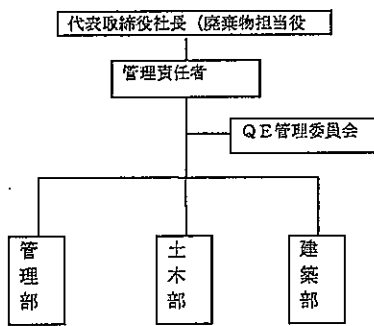 代表取締役社長（廃棄物担当役
管理責任者
ＱＥ管理委員会
管理部
土木部
建築部